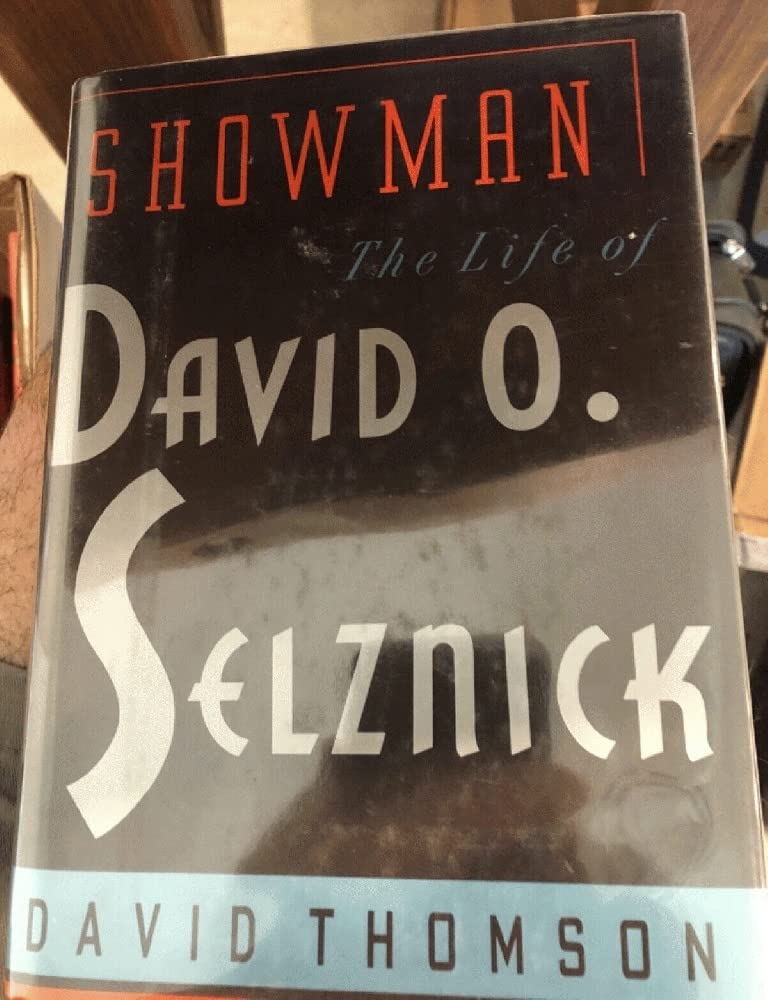 SHOWMAN
The Life of
DAVID O.
SELZNICK
DAVID THOMSON